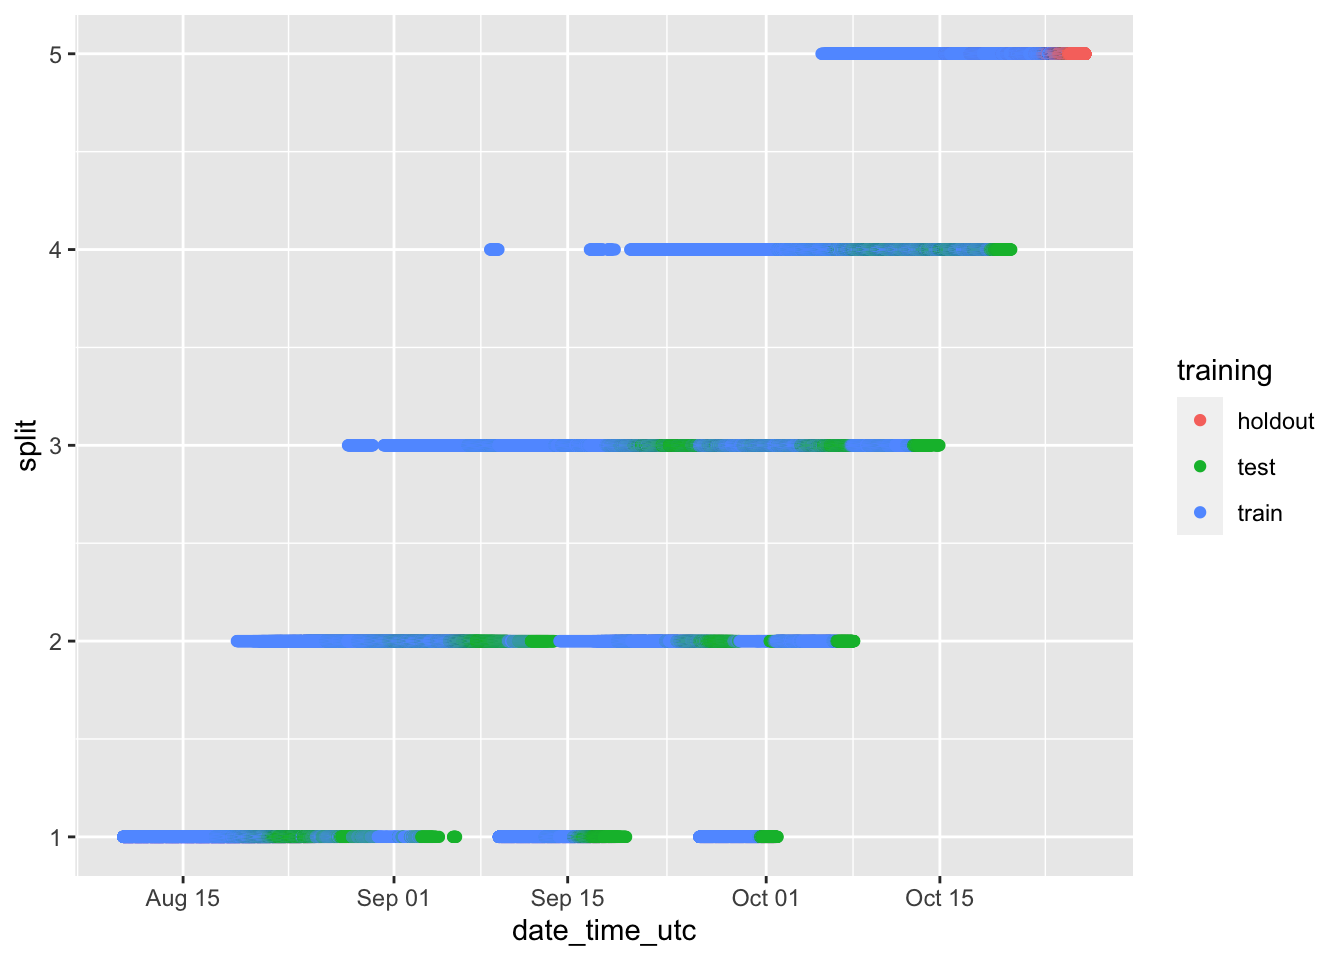 5
4
3
2
1
split
Aug 15
Sep 01
Sep 15
Oct 01
Oct 15
date_time_utc
training
holdout
test
train